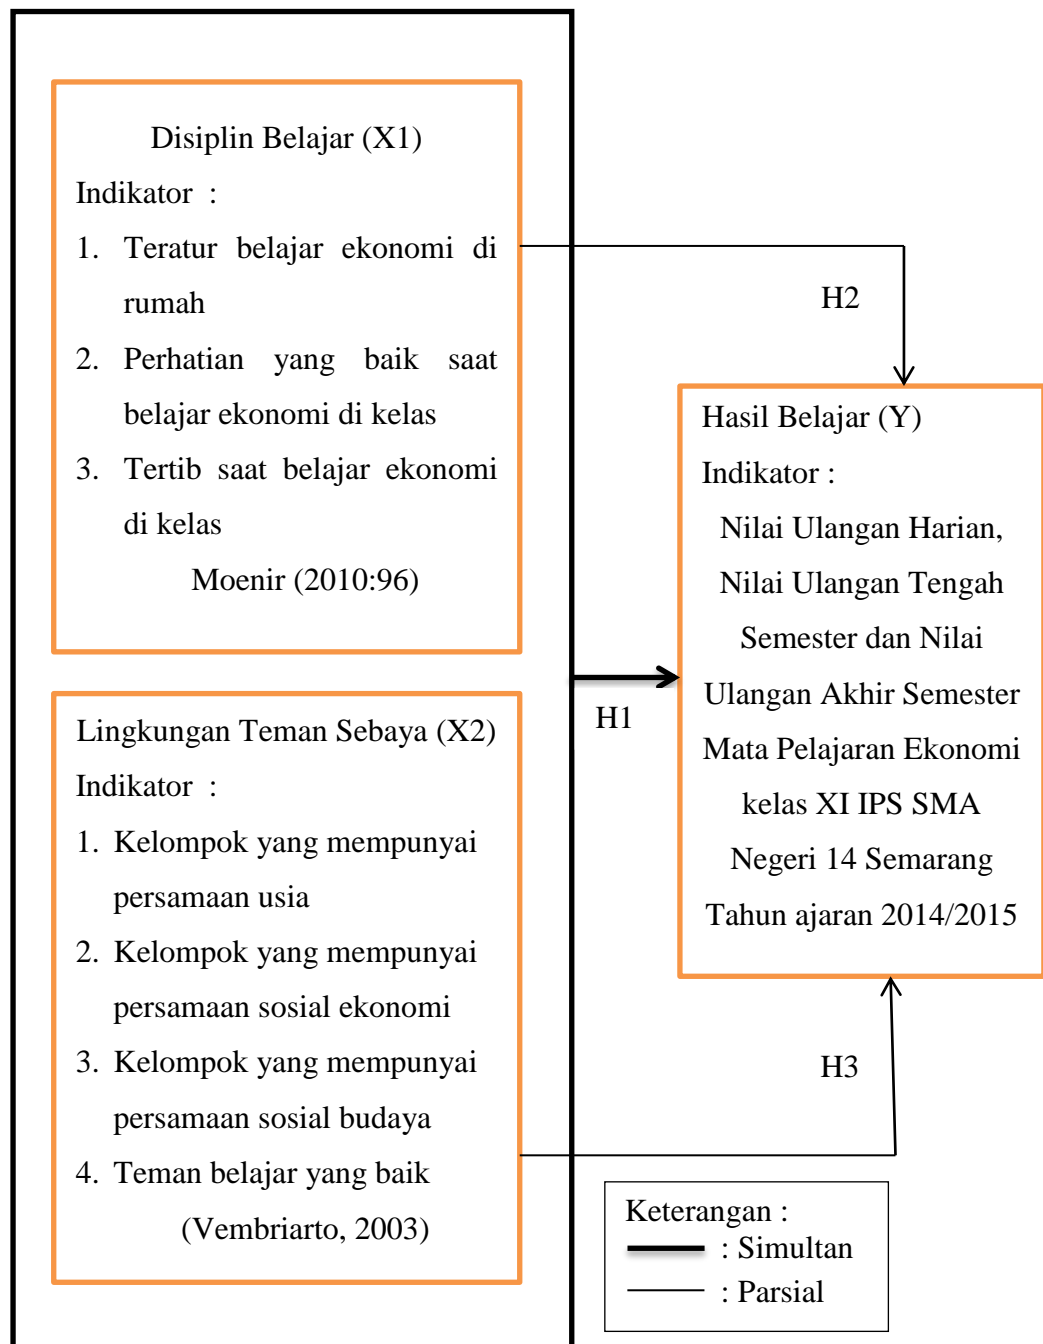 Disiplin Belajar (X1)
Indikator :
1. Teratur belajar ekonomi di
rumah
2. Perhatian yang baik saat
belajar ekonomi di kelas
3. Tertib saat belajar ekonomi
di kelas
Moenir (2010:96)
Lingkungan Teman Sebaya (X2)
Indikator :
1. Kelompok yang mempunyai
persamaan usia
2. Kelompok yang mempunyai
persamaan sosial ekonomi
3. Kelompok yang mempunyai
persamaan sosial budaya
4. Teman belajar yang baik
(Vembriarto, 2003)
H2
H1
H3
Hasil Belajar (Y)
Indikator :
Nilai Ulangan Harian,
Nilai Ulangan Tengah
Semester dan Nilai
Ulangan Akhir Semester
Mata Pelajaran Ekonomi
kelas XI IPS SMA
Negeri 14 Semarang
Tahun ajaran 2014/2015
Keterangan :
: Simultan
: Parsial